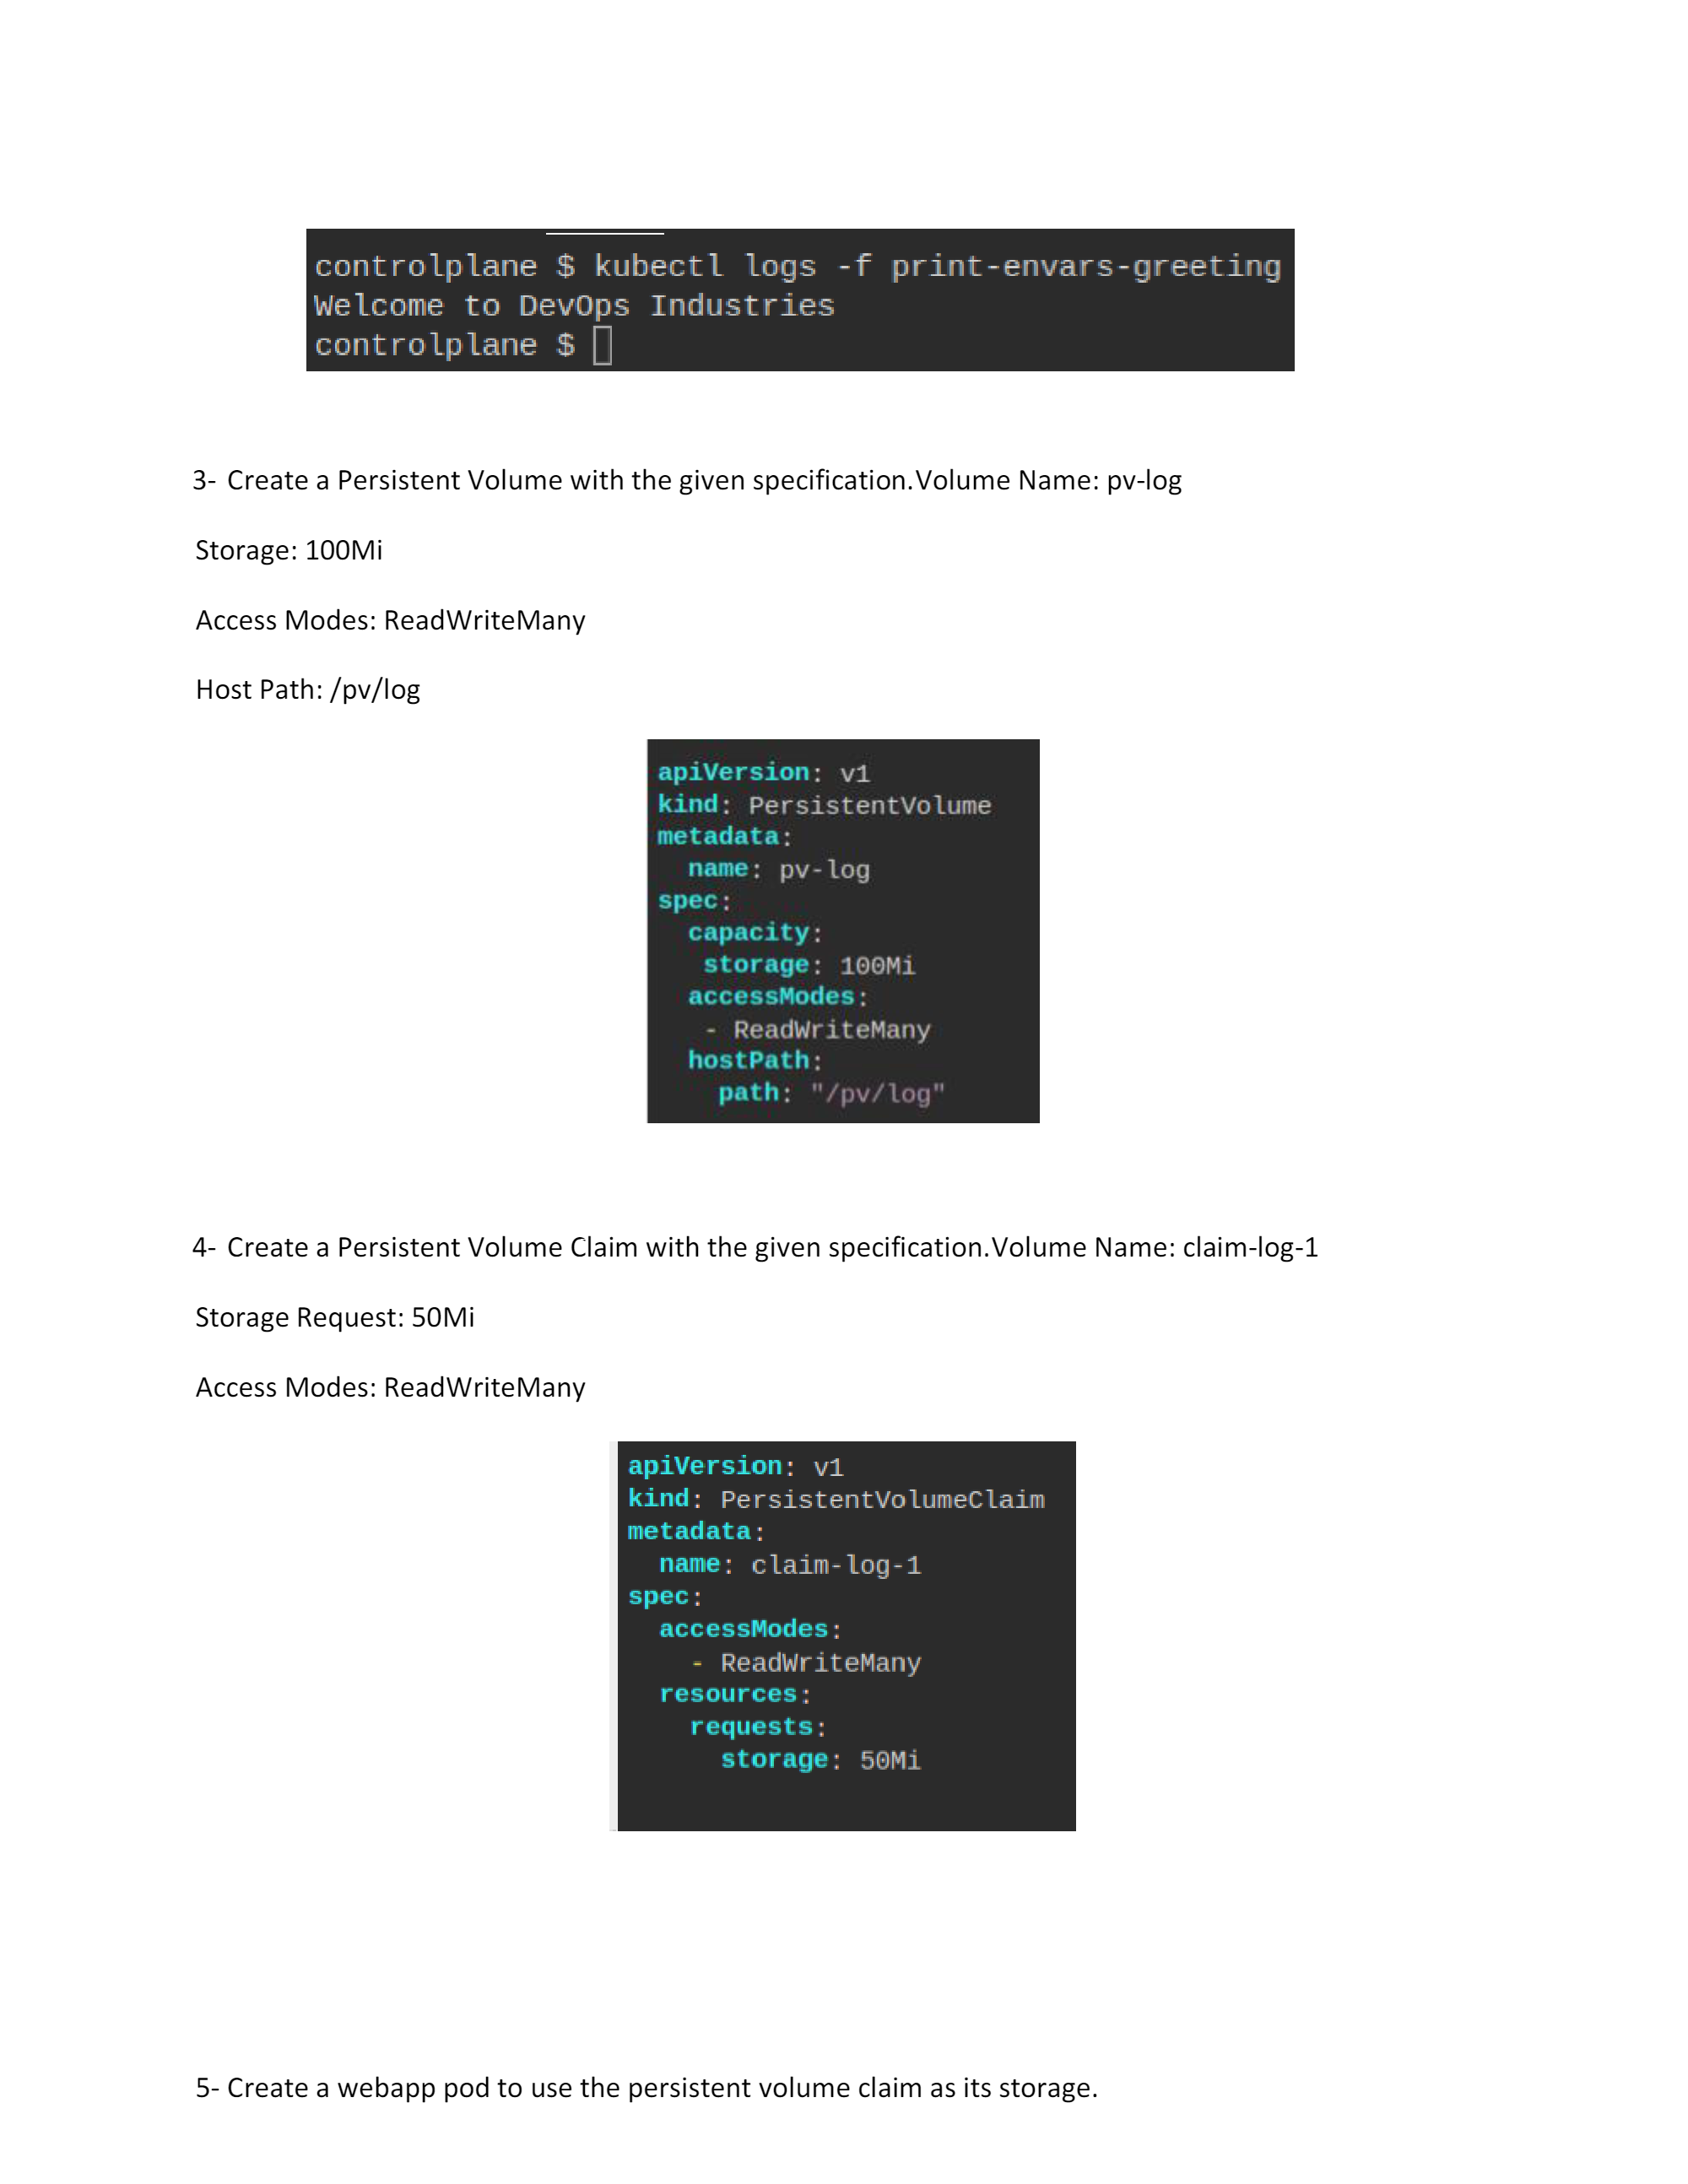 controlplane $ kubectl logs -f print-envars-greeting
Welcome to DevOps Industries
controlplane $
3- Create a Persistent Volume with the given specification.Volume Name: pv-log
Storage: 100Mi
Access Modes: ReadWriteMany
Host Path: /pv/log
apiVersion: v1
kind: PersistentVolume
metadata:
  name: pv-log
spec:
  capacity:
   storage: 100Mi
  accessModes:
   - ReadWriteMany
  hostPath:
    path: "/pv/log"
4- Create a Persistent Volume Claim with the given specification.Volume Name: claim-log-1
Storage Request: 50Mi
Access Modes: ReadWriteMany
apiVersion: v1
kind: PersistentVolumeClaim
metadata:
  name: claim-log-1
spec:
  accessModes:
    - ReadWriteMany
  resources:
    requests:
      storage: 50Mi
5- Create a webapp pod to use the persistent volume claim as its storage.